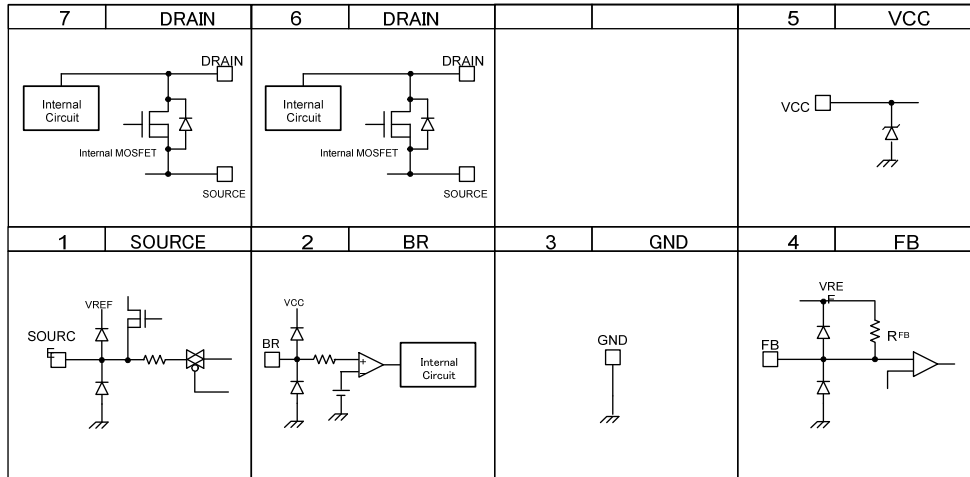 7 DRAIN 6 DRAIN 5 VCC
DRAIN
Internal
Circuit
Internal MOSFET
SOURCE
DRAIN
Internal
Circuit
Internal MOSFET
SOURCE
VCC
1 SOURCE 2 BR 3 GND 4 FB
VREF
SOURC
E
VCC
BR
+
−
Internal
Circuit
GND
VRE
F
FB
RFB